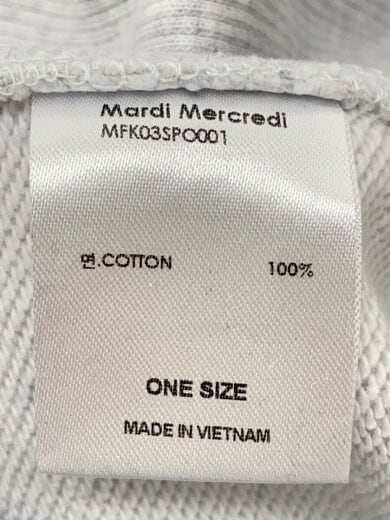 Mardi Mercredi
MFK03SPO001
면.COTTON 100%
ONE SIZE
MADE IN VIETNAM